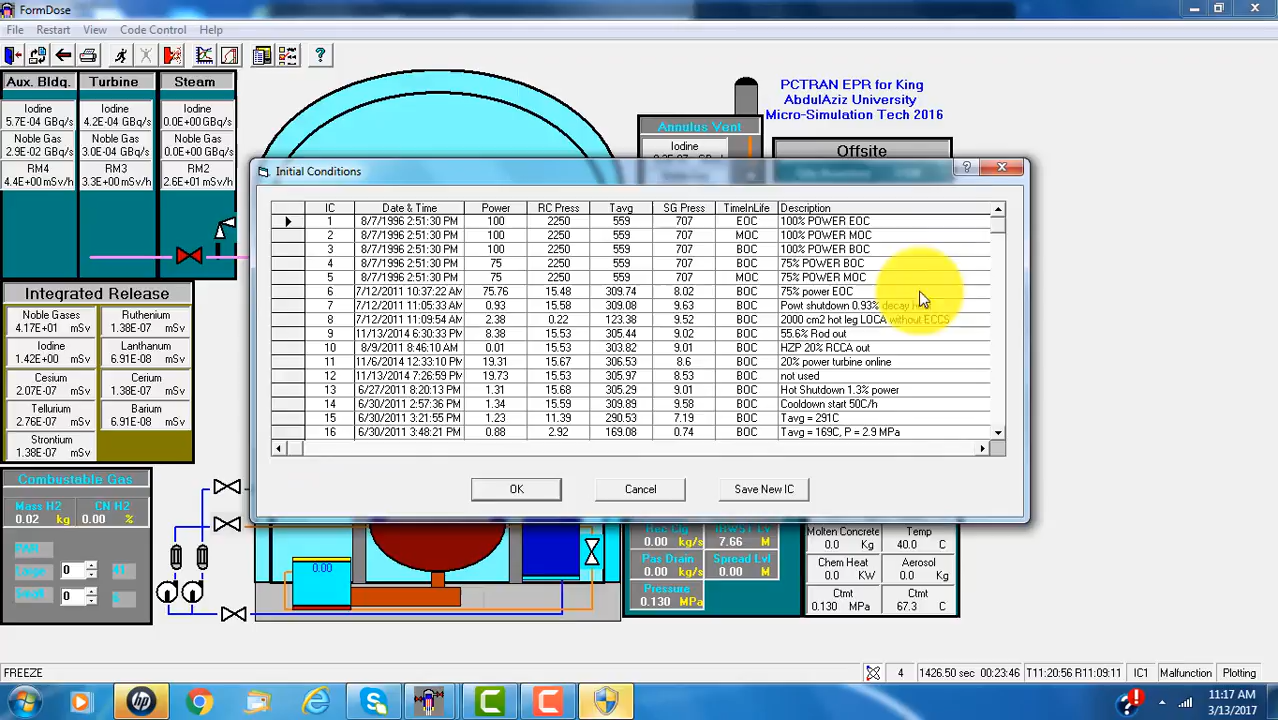 FormDose
File Restart View Code Control Help
Aux. Bldq. Turbine Steam
Iodine Iodine Iodine
5.7E-04 GBq/s 4.2E-04 GBq/s 0.0E+00 GBq/s
Noble Gas Noble Gas Noble Gas
2.9E-02 GBq/s 3.0E-04 GBq/s 0.0E+00 GBq/s
RM4 RM3 RM2
4.4E+00 mSv/h 3.3E+00 mSv/h 2.6E+01 mSv/h
PCTRAN EPR for King
AbdulAziz University
Micro-Simulation Tech 2016
Annulus Vent
Iodine
Offsite
Integrated Release
Noble Gases Ruthenium
4.17E+01 mSv 1.38E-07 mSv
Iodine Lanthanum
1.42E+00 mSv 6.91E-08 mSv
Cesium Cerium
2.07E-07 mSv 1.38E-07 mSv
Tellurium Barium
2.76E-07 mSv 6.91E-08 mSv
Strontium
1.38E-07 mSv
Initial Conditions
IC Date & Time Power RC Press Tavg SG Press TimeInLife Description
1 8/7/1996 2:51:30 PM 100 2250 559 707 EOC 100% POWER EOC
2 8/7/1996 2:51:30 PM 100 2250 559 707 MOC 100% POWER MOC
3 8/7/1996 2:51:30 PM 100 2250 559 707 BOC 100% POWER BOC
4 8/7/1996 2:51:30 PM 75 2250 559 707 BOC 75% POWER BOC
5 8/7/1996 2:51:30 PM 75 2250 559 707 MOC 75% POWER MOC
6 7/12/2011 10:37:22 AM 75.76 15.48 309.74 8.02 BOC 75% power EOC
7 7/12/2011 11:05:33 AM 0.93 15.58 309.08 9.63 BOC Powt shutdown 0.93% decay
8 7/12/2011 11:09:54 AM 2.38 0.22 123.38 9.52 BOC 2000 cm2 hot leg LOCA without ECCS
9 11/13/2014 6:30:33 PM 8.38 15.53 305.44 9.02 BOC 55.6% Rod out
10 8/9/2011 8:46:10 AM 0.01 15.53 303.82 9.01 BOC HZP 20% RCCA out
11 11/6/2014 12:33:10 PM 19.31 15.67 306.53 8.6 BOC 20% power turbine online
12 11/13/2014 7:26:59 PM 19.73 15.53 305.97 8.53 BOC not used
13 6/27/2011 8:20:13 PM 1.31 15.68 305.29 9.01 BOC Hot Shutdown 1.3% power
14 6/30/2011 2:57:36 PM 1.34 15.59 309.89 9.58 BOC Cooldown start 50C/h
15 6/30/2011 3:21:55 PM 1.23 11.39 290.53 7.19 BOC Tavg = 291C
16 6/30/2011 3:48:21 PM 0.88 2.92 169.08 0.74 BOC Tavg = 169C, P = 2.9 MPa
OK Cancel Save New IC
Combustable Gas
Mass H2 CN H2
0.02 kg 0.00 %
PAR
Large 0 41
Small 0
0.00
Rec Clg IRWST Lvl
0.00 kg/s 7.66 M
Pas Drain Spread Lvl
0.00 kg/s 0.00 M
Pressure
0.130 MPa
Molten Concrete Temp
0.0 Kg 40.0 C
Chem Heat Aerosol
0.0 KW 0.0 Kg
Ctmt Ctmt
0.130 MPa 67.3 C
FREEZE 4 1426.50 sec 00:23:46 T11:20:56 R11:09:11 IC1 Malfunction Plotting
11:17 AM
3/13/2017